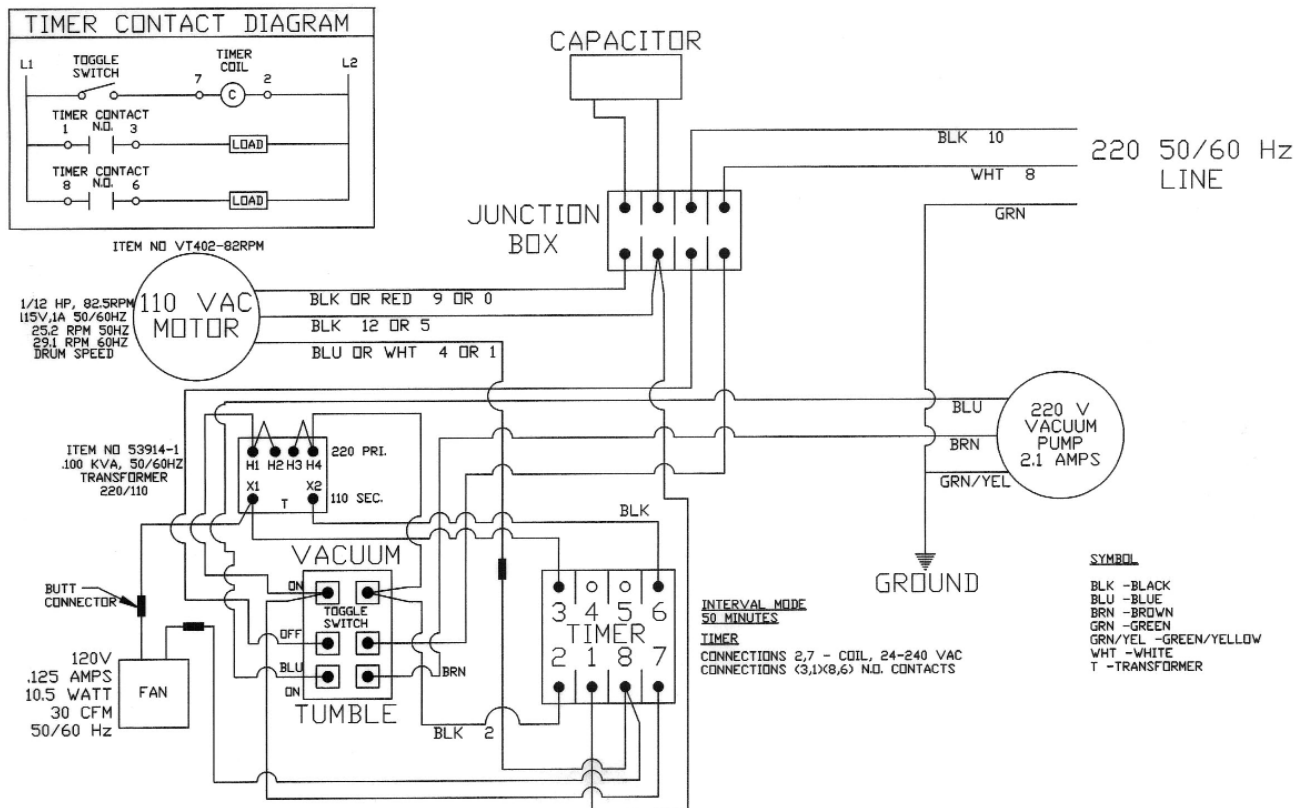 TIMER CONTACT DIAGRAM
L1
TOGGLE
SWITCH
TIMER
COIL
L2
7
C
2
TIMER CONTACT
N.O.
1
3
LOAD
TIMER CONTACT
N.O.
8
6
LOAD
CAPACITOR
BLK 10
WHT 8
GRN
220 50/60 Hz
LINE
JUNCTION
BOX
ITEM NO VT402-82RPM
1/12 HP, 82.5RPM
115V,1A 50/60HZ
25.2 RPM 50HZ
29.1 RPM 60HZ
DRUM SPEED
110 VAC
MOTOR
BLK OR RED 9 OR 0
BLK 12 OR 5
BLU OR WHT 4 OR 1
BLU
BRN
GRN/YEL
220 V
VACUUM
PUMP
2.1 AMPS
ITEM NO 53914-1
.100 KVA, 50/60HZ
TRANSFORMER
220/110
H1 H2 H3 H4
220 PRI.
X1
T
X2
110 SEC.
BLK
GROUND
VACUUM
ON
TOGGLE
SWITCH
OFF
BLU
ON
BRN
TUMBLE
BLK 2
BUTT
CONNECTOR
FAN
120V
.125 AMPS
10.5 WATT
30 CFM
50/60 Hz
3 4 5 6
TIMER
2 1 8 7
INTERVAL MODE
50 MINUTES
TIMER
CONNECTIONS 2,7 - COIL, 24-240 VAC
CONNECTIONS (3,1)(8,6) N.O. CONTACTS
SYMBOL
BLK -BLACK
BLU -BLUE
BRN -BROWN
GRN -GREEN
GRN/YEL -GREEN/YELLOW
WHT -WHITE
T -TRANSFORMER